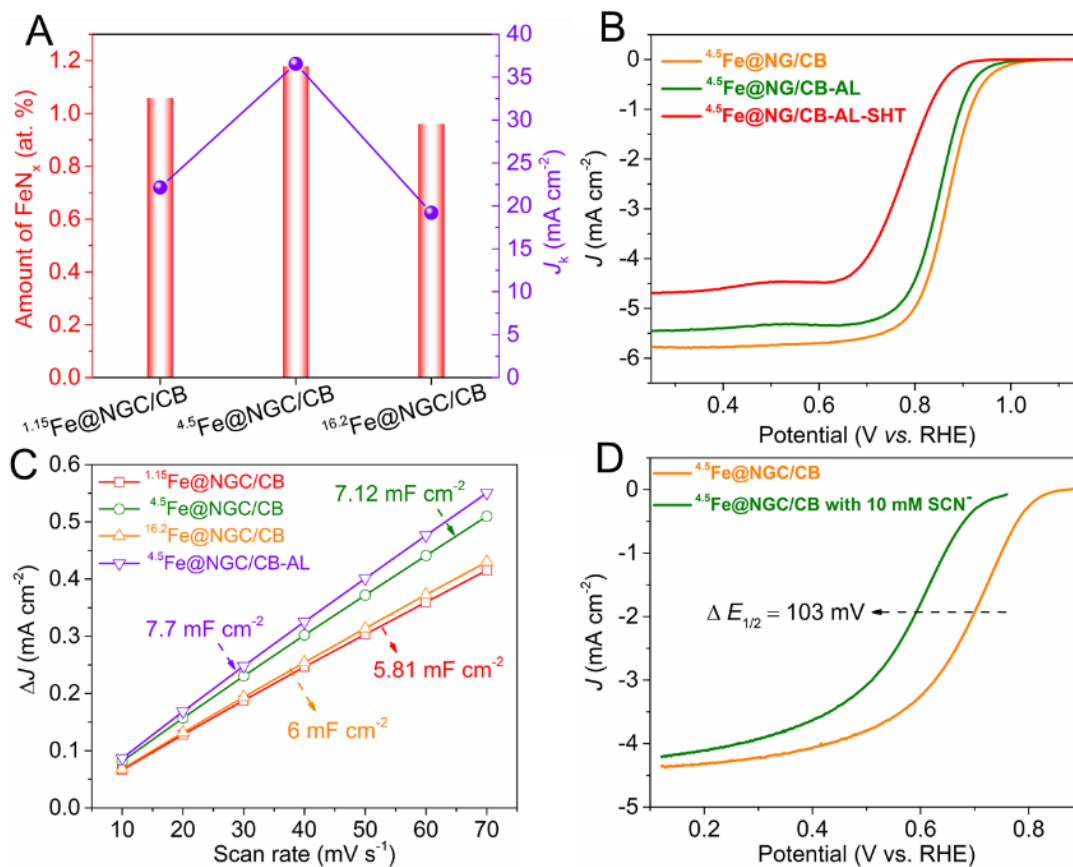 A
Amount of FeNₓ (at. %)
1.2
1.0
0.8
0.6
0.4
0.2
0.0
40
35
30
25
20
15
10
5
0
Jₖ (mA cm⁻²)
¹·¹⁵Fe@NGC/CB
⁴·⁵Fe@NGC/CB
¹⁶·²Fe@NGC/CB
B
⁴·⁵Fe@NG/CB
⁴·⁵Fe@NG/CB-AL
⁴·⁵Fe@NG/CB-AL-SHT
J (mA cm⁻²)
0
-1
-2
-3
-4
-5
-6
0.4 0.6 0.8 1.0
Potential (V vs. RHE)
C
¹·¹⁵Fe@NGC/CB
⁴·⁵Fe@NGC/CB
¹⁶·²Fe@NGC/CB
⁴·⁵Fe@NGC/CB-AL
7.12 mF cm⁻²
7.7 mF cm⁻²
5.81 mF cm⁻²
6 mF cm⁻²
ΔJ (mA cm⁻²)
0.6
0.5
0.4
0.3
0.2
0.1
0.0
10 20 30 40 50 60 70
Scan rate (mV s⁻¹)
D
⁴·⁵Fe@NGC/CB
⁴·⁵Fe@NGC/CB with 10 mM SCN⁻
Δ E₁/₂ = 103 mV
J (mA cm⁻²)
0
-1
-2
-3
-4
-5
0.2 0.4 0.6 0.8
Potential (V vs. RHE)